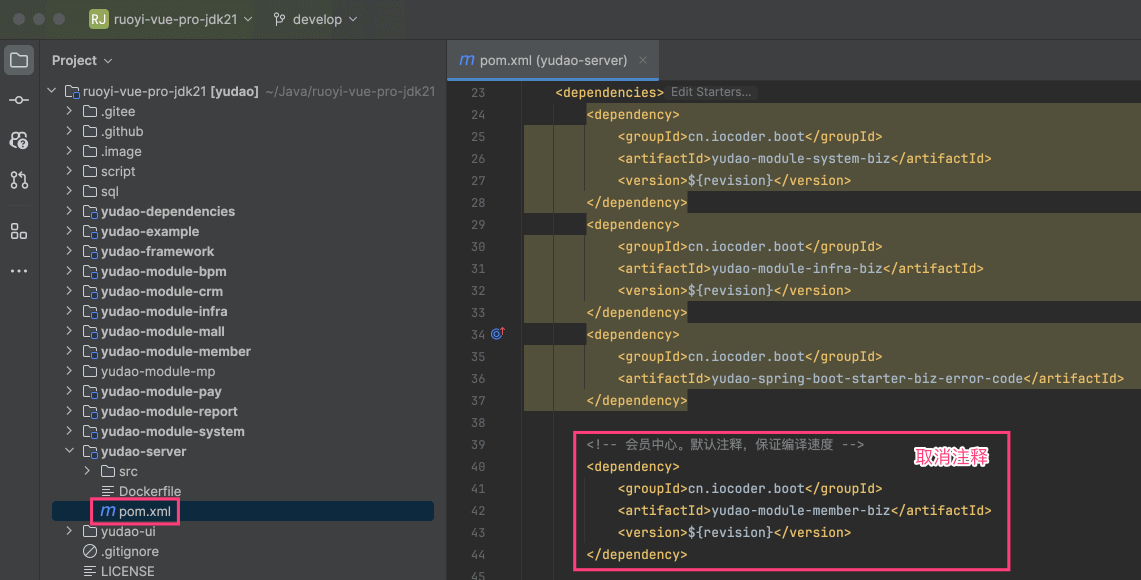 RJ ruoyi-vue-pro-jdk21 develop
Project
pom.xml (yudao-server)
ruoyi-vue-pro-jdk21 [yudao] ~/Java/ruoyi-vue-pro-jdk21
.gitee
.github
.image
script
sql
yudao-dependencies
yudao-example
yudao-framework
yudao-module-bpm
yudao-module-crm
yudao-module-infra
yudao-module-mall
yudao-module-member
yudao-module-mp
yudao-module-pay
yudao-module-report
yudao-module-system
yudao-server
src
Dockerfile
pom.xml
yudao-ui
.gitignore
LICENSE
23 <dependencies> Edit Starters...
24 <dependency>
25 <groupId>cn.iocoder.boot</groupId>
26 <artifactId>yudao-module-system-biz</artifactId>
27 <version>${revision}</version>
28 </dependency>
29 <dependency>
30 <groupId>cn.iocoder.boot</groupId>
31 <artifactId>yudao-module-infra-biz</artifactId>
32 <version>${revision}</version>
33 </dependency>
34 <dependency>
35 <groupId>cn.iocoder.boot</groupId>
36 <artifactId>yudao-spring-boot-starter-biz-error-code</artifactId>
37 </dependency>
38
39 <!-- 会员中心。默认注释，保证编译速度 -->
取消注释
40 <dependency>
41 <groupId>cn.iocoder.boot</groupId>
42 <artifactId>yudao-module-member-biz</artifactId>
43 <version>${revision}</version>
44 </dependency>
45